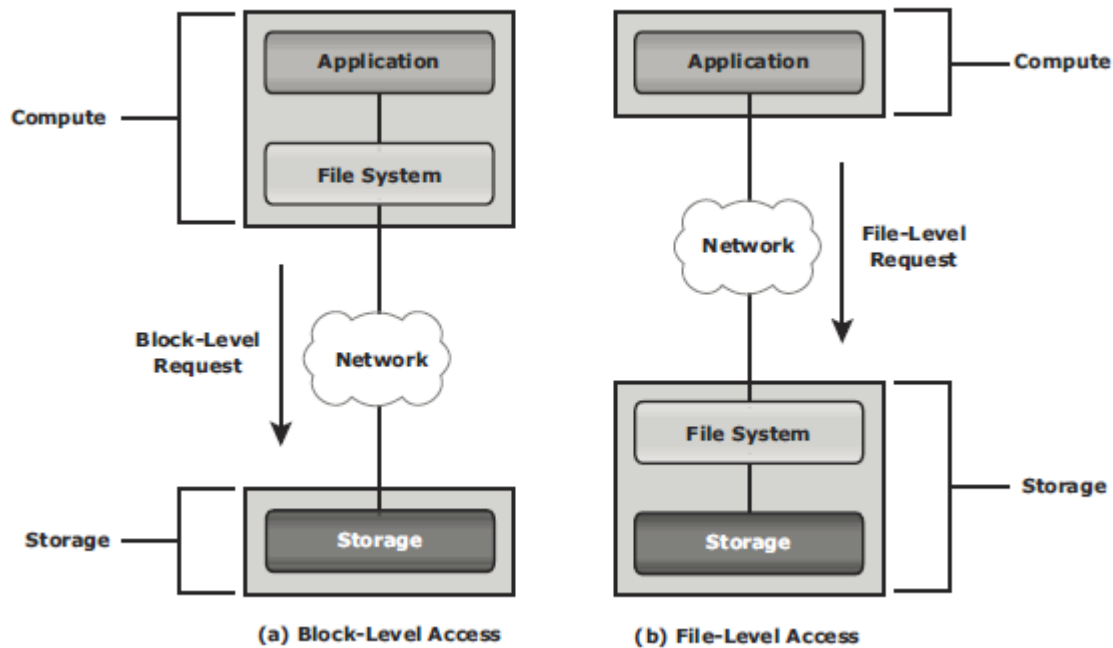 Application
Compute
File System
Block-Level
Request
Network
Storage
Storage
(a) Block-Level Access
Application
Compute
Network
File-Level
Request
File System
Storage
Storage
(b) File-Level Access